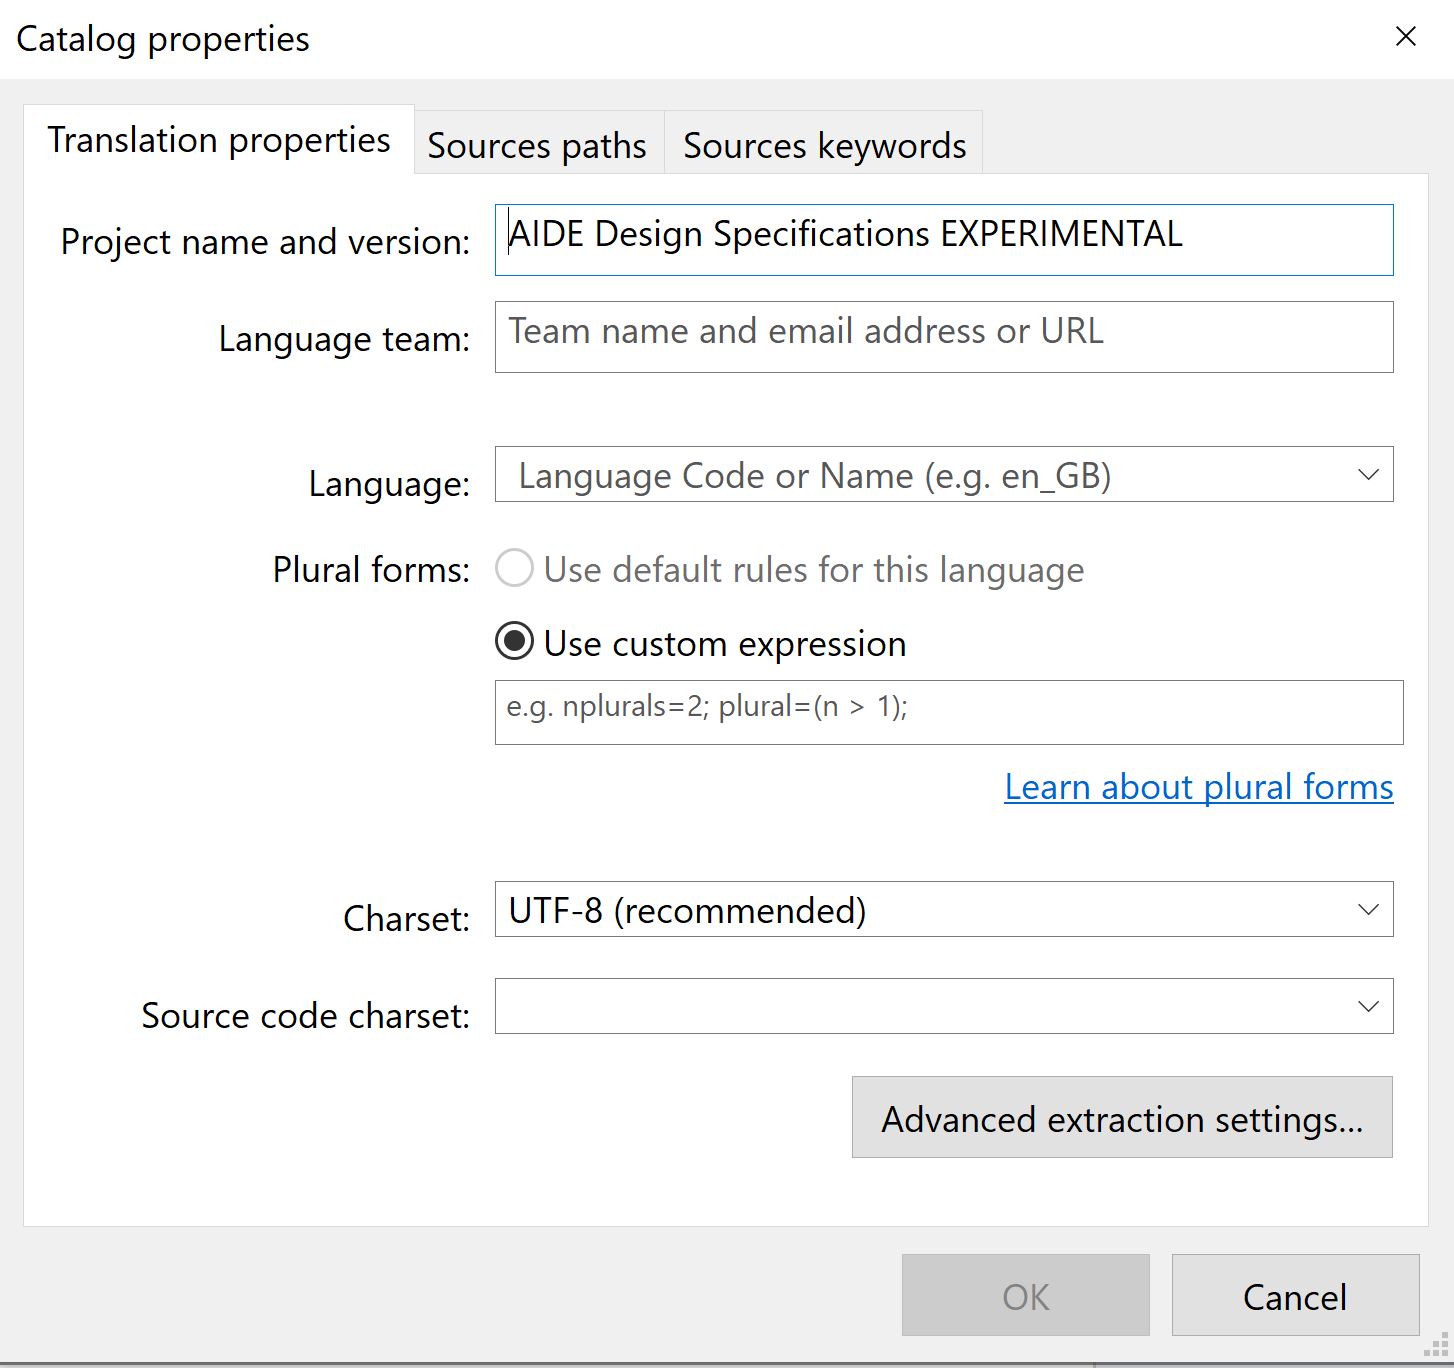 Catalog properties
Translation properties
Sources paths
Sources keywords
Project name and version:
AIDE Design Specifications EXPERIMENTAL
Language team:
Team name and email address or URL
Language:
Language Code or Name (e.g. en_GB)
Plural forms:
Use default rules for this language
Use custom expression
e.g. nplurals=2; plural=(n > 1);
Learn about plural forms
Charset:
UTF-8 (recommended)
Source code charset:
Advanced extraction settings...
OK
Cancel